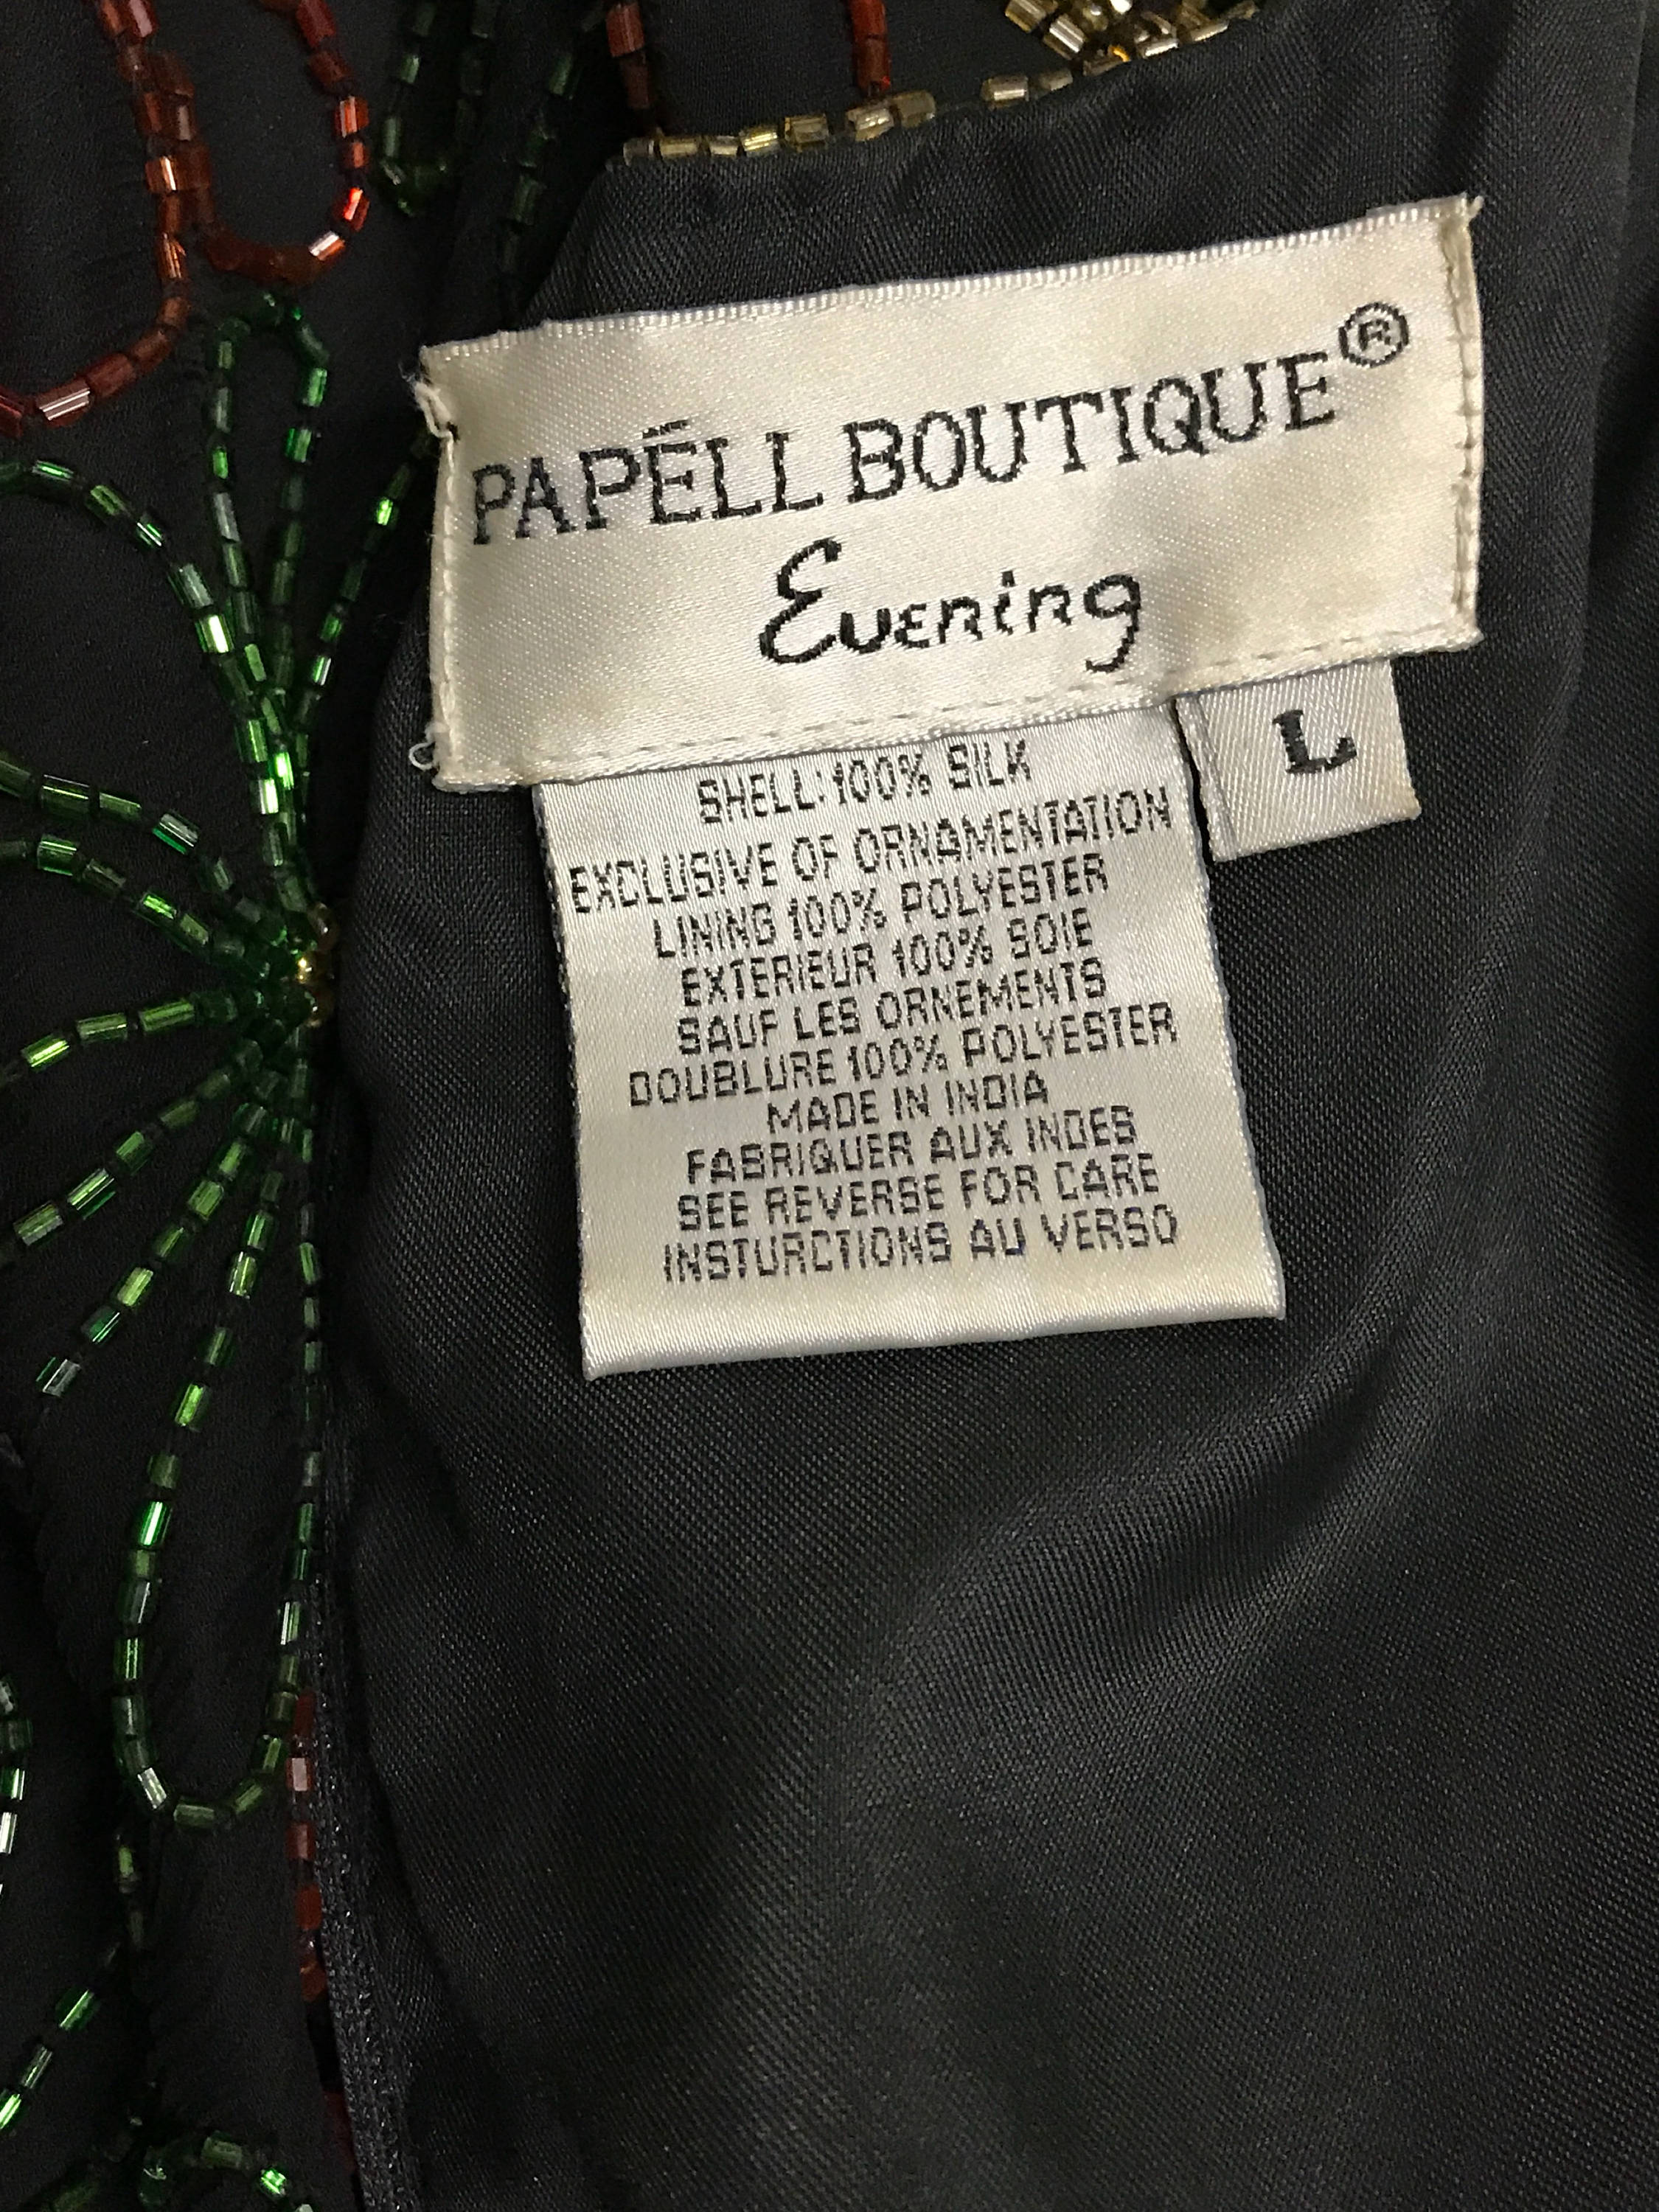 PAPÉLL BOUTIQUE®
Evening
L
SHELL:100% SILK
EXCLUSIVE OF ORNAMENTATION
LINING 100% POLYESTER
EXTERIEUR 100% SOIE
SAUF LES ORNEMENTS
DOUBLURE 100% POLYESTER
MADE IN INDIA
FABRIQUER AUX INDES
SEE REVERSE FOR CARE
INSTURCTIONS AU VERSO